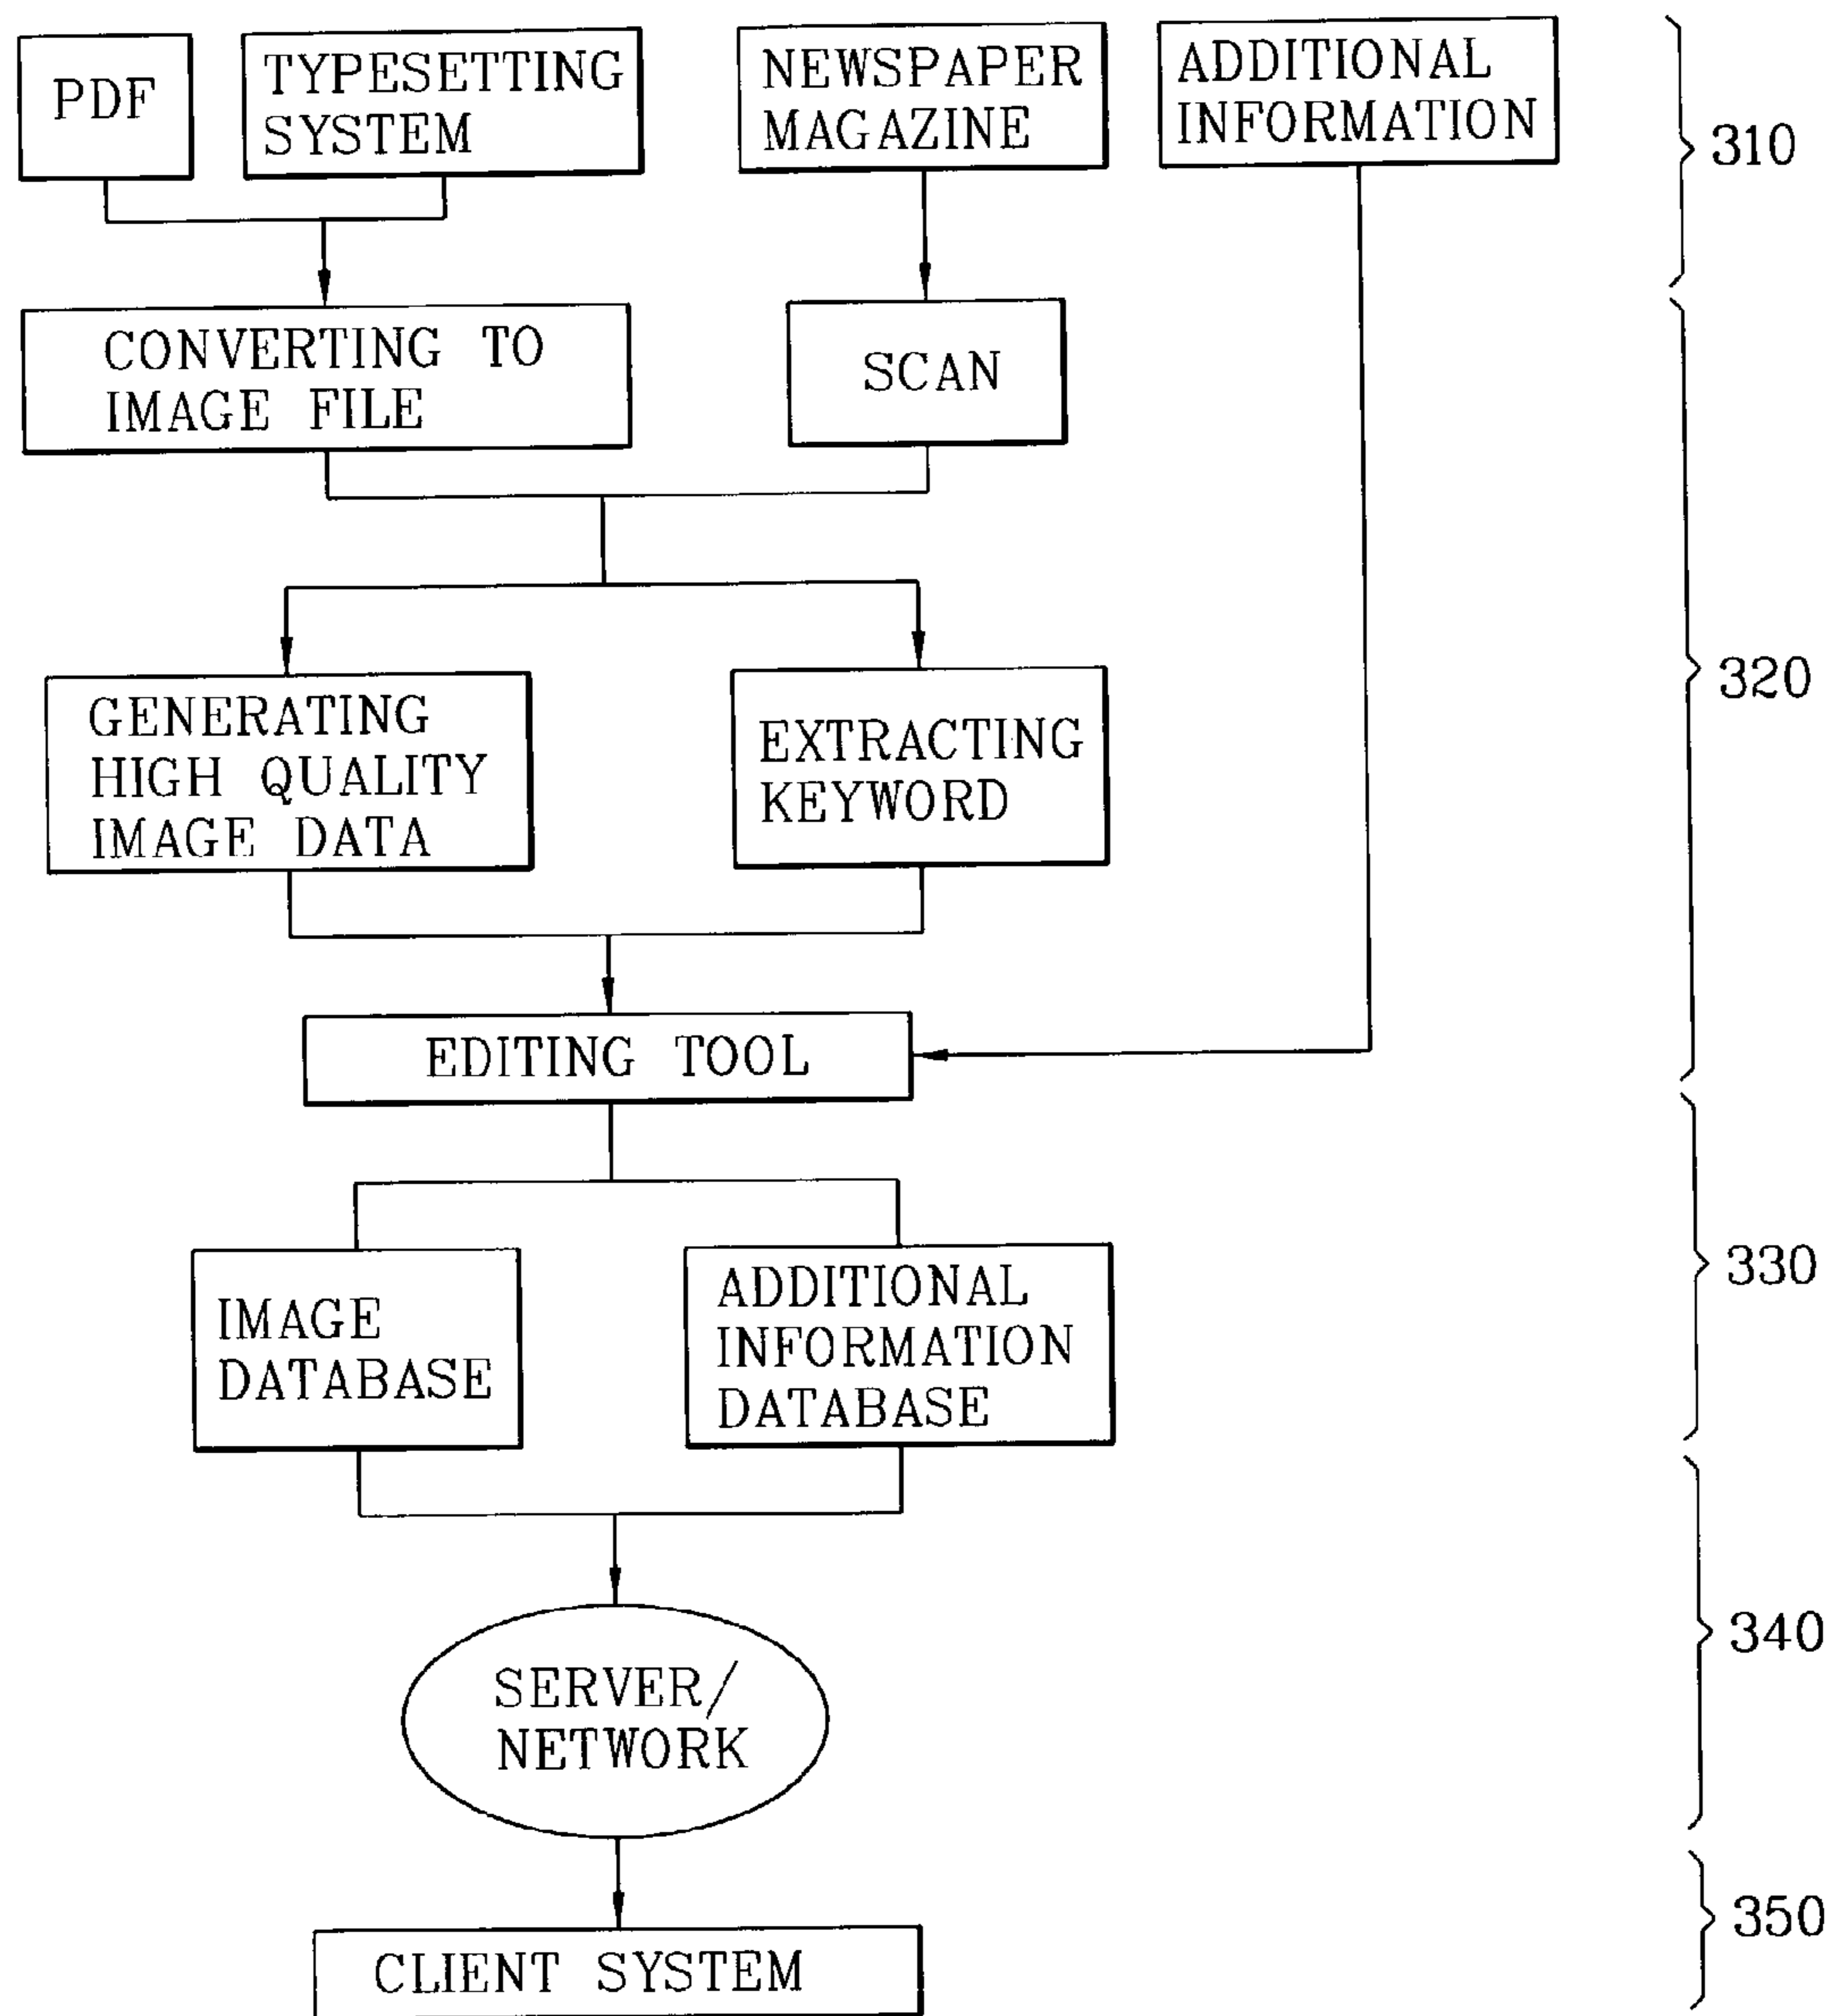 PDF
TYPESETTING
SYSTEM
NEWSPAPER
MAGAZINE
ADDITIONAL
INFORMATION
310
CONVERTING TO
IMAGE FILE
SCAN
320
GENERATING
HIGH QUALITY
IMAGE DATA
EXTRACTING
KEYWORD
EDITING TOOL
330
IMAGE
DATABASE
ADDITIONAL
INFORMATION
DATABASE
340
SERVER/
NETWORK
350
CLIENT SYSTEM